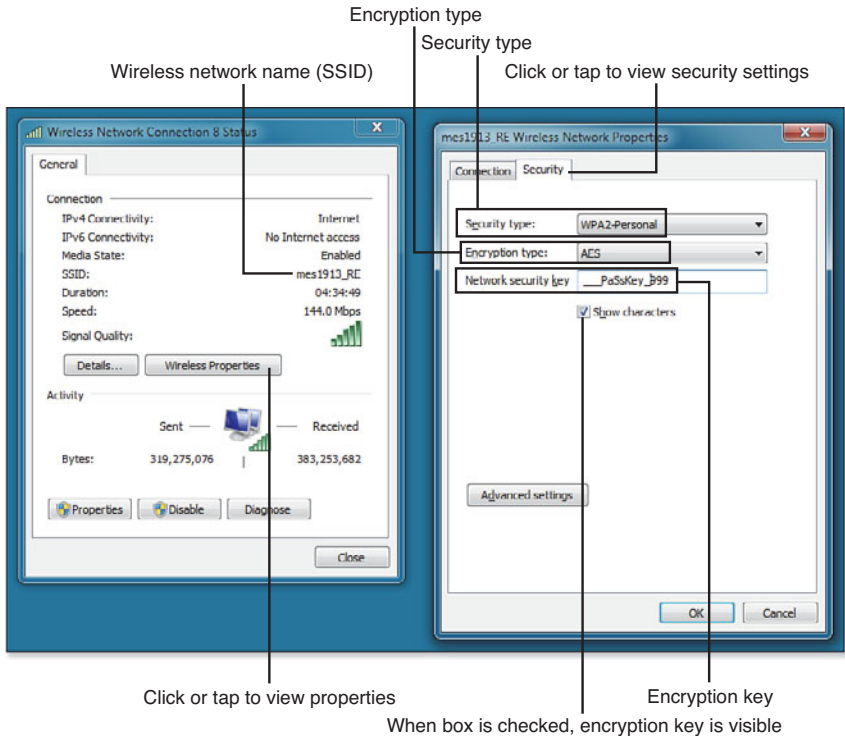 Encryption type
Security type
Wireless network name (SSID)
Click or tap to view security settings
Wireless Network Connection 8 Status
General
Connection
IPv4 Connectivity: Internet
IPv6 Connectivity: No Internet access
Media State: Enabled
SSID: mes1913_RE
Duration: 04:34:49
Speed: 144.0 Mbps
Signal Quality:
Details... Wireless Properties
Activity
Sent Received
Bytes: 319,275,076 383,253,682
Properties Disable Diagnose
Close
mes1913_RE Wireless Network Properties
Connection Security
Security type: WPA2-Personal
Encryption type: AES
Network security key ___PaSsKey_999
Show characters
Advanced settings
OK Cancel
Click or tap to view properties
Encryption key
When box is checked, encryption key is visible